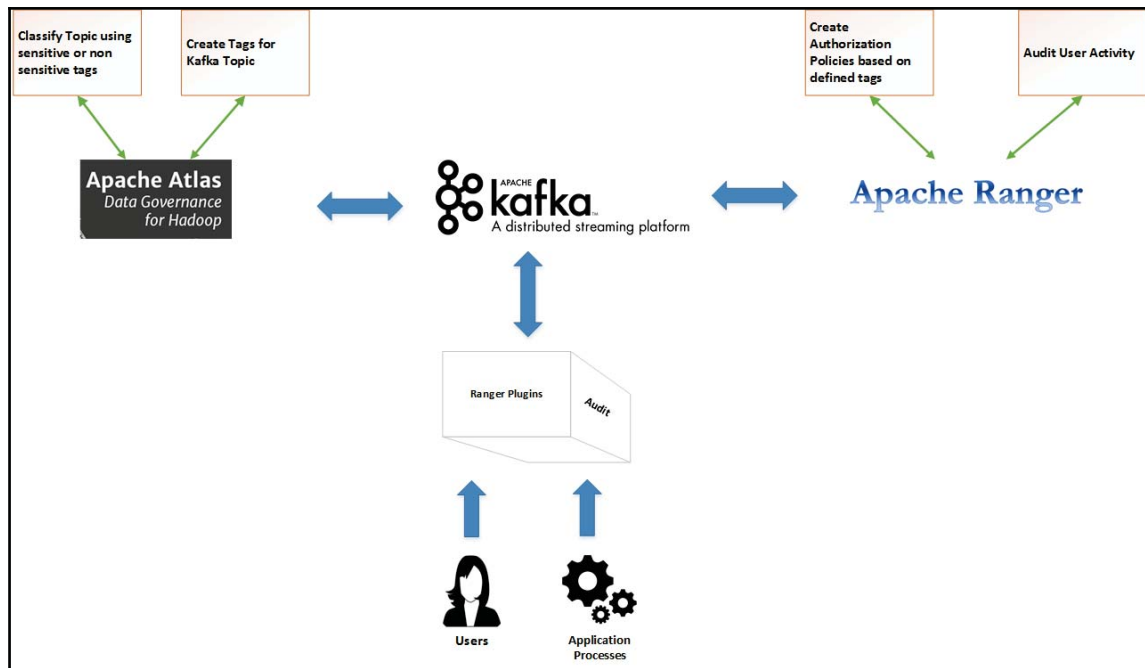 Classify Topic using
sensitive or non
sensitive tags
Create Tags for
Kafka Topic
Create
Authorization
Policies based on
defined tags
Audit User Activity
Apache Atlas
Data Governance
for Hadoop
APACHE
kafka™
A distributed streaming platform
Apache Ranger
Ranger Plugins
Audit
Users
Application
Processes